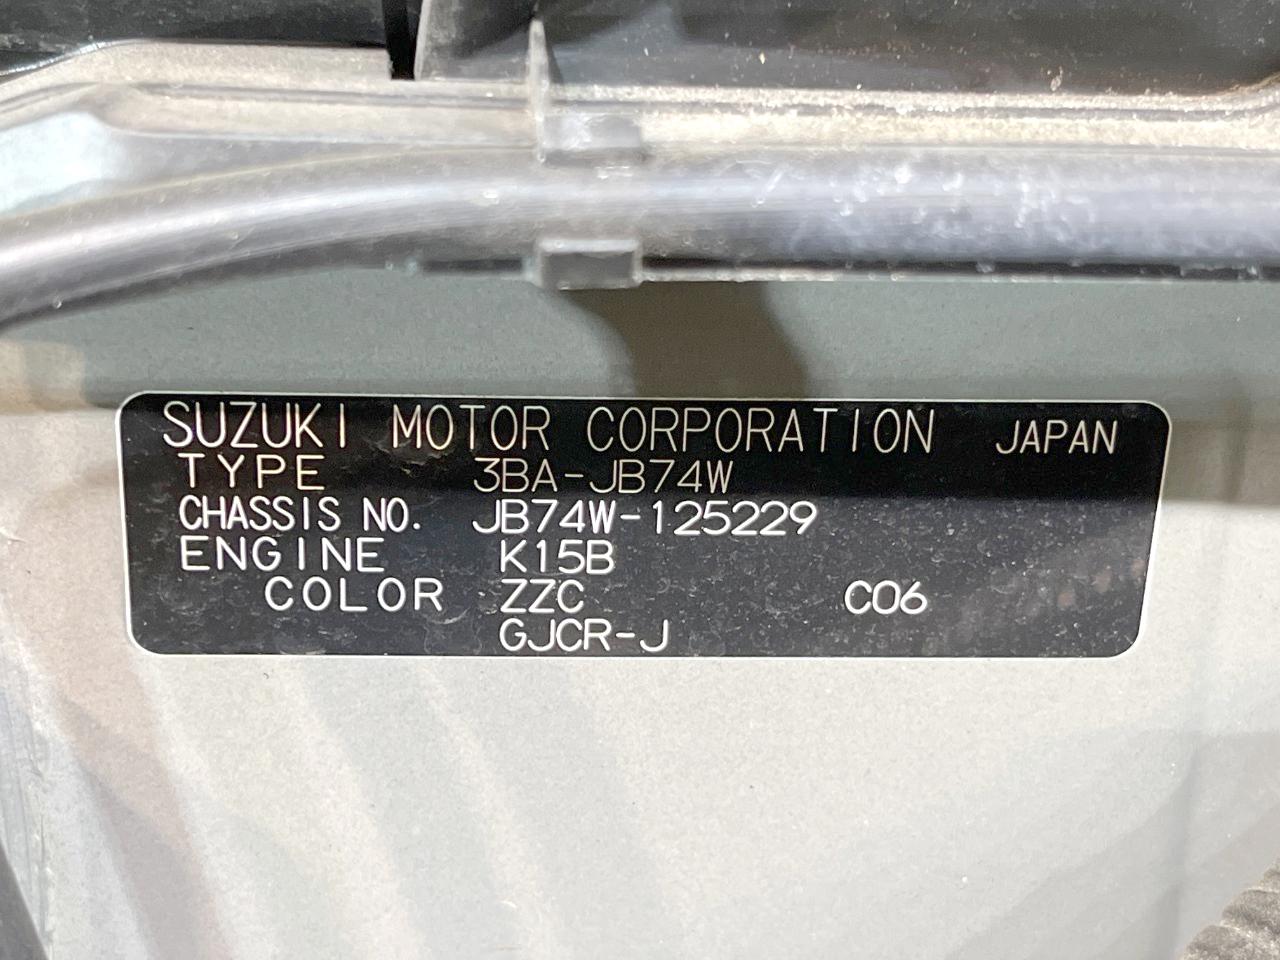 SUZUKI MOTOR CORPORATION JAPAN
TYPE 3BA-JB74W
CHASSIS NO. JB74W-125229
ENGINE K15B
COLOR ZZC C06
GJCR-J